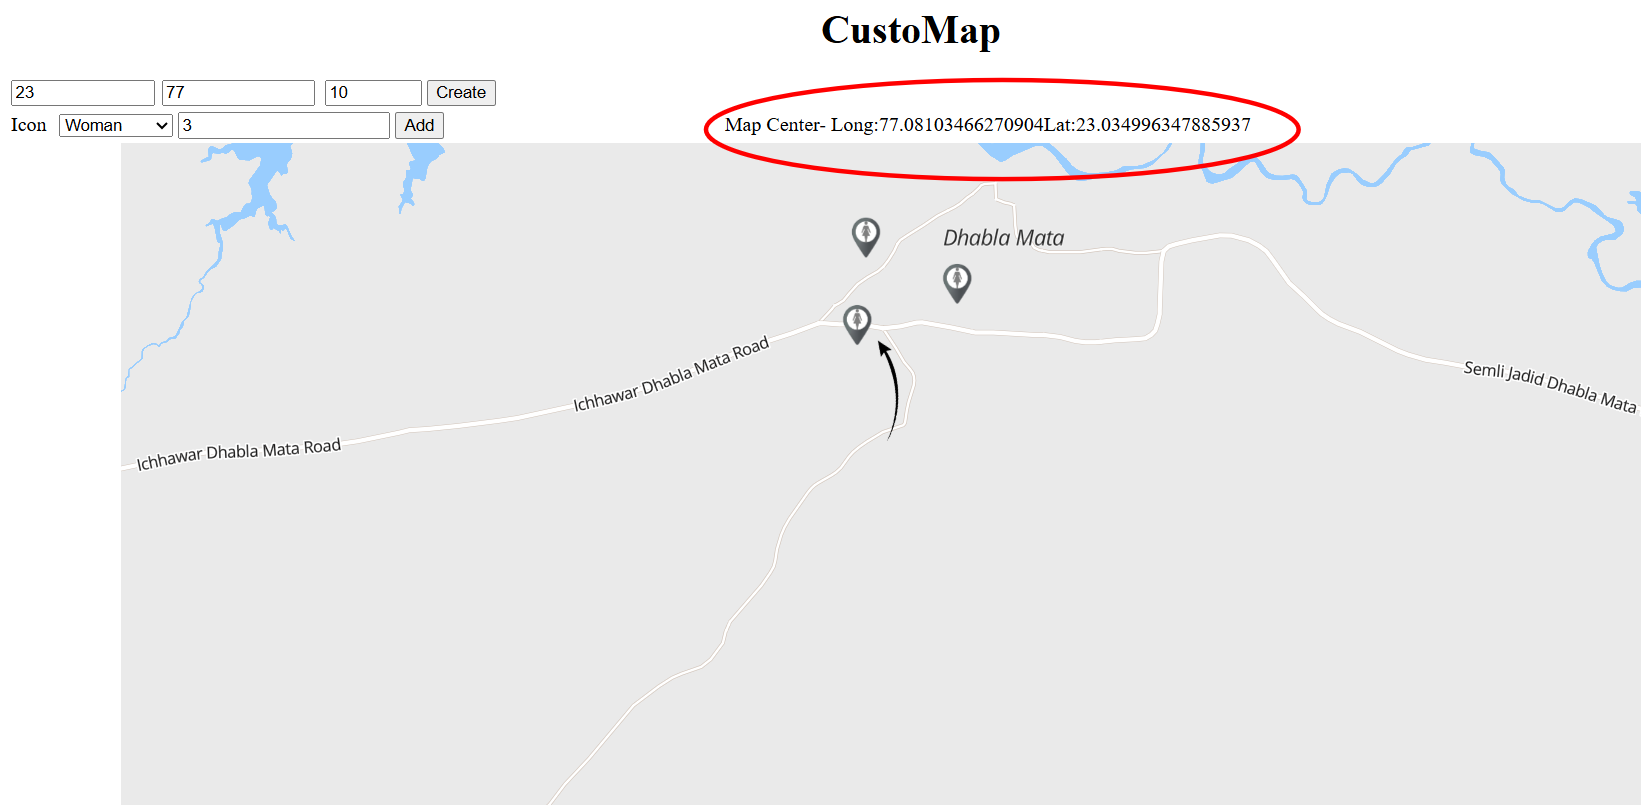 CustoMap
23 77 10 Create
Icon Woman 3 Add Map Center- Long:77.08103466270904Lat:23.034996347885937
Dhabla Mata
Ichhawar Dhabla Mata Road
Semli Jadid Dhabla Mata
Ichhawar Dhabla Mata Road